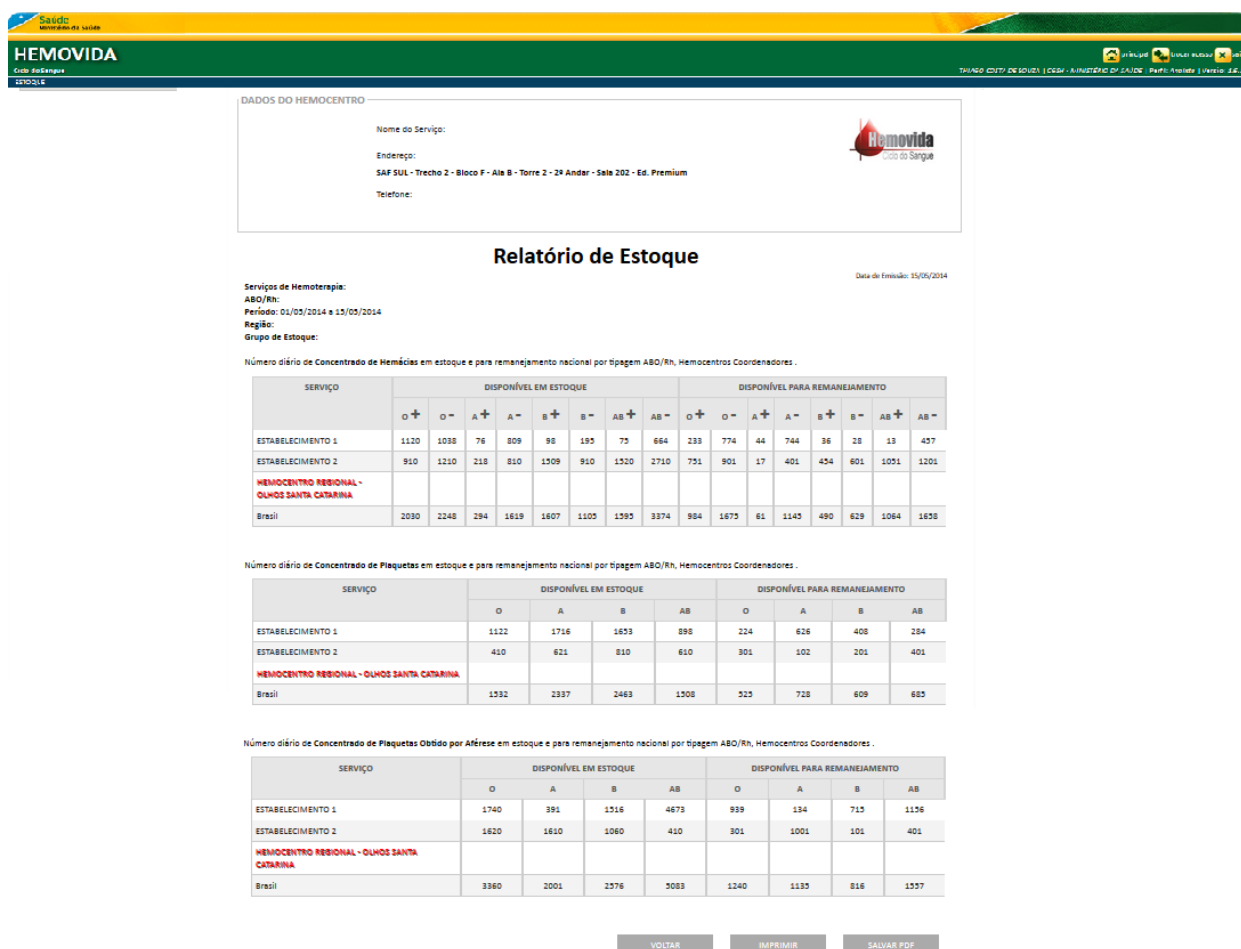 Saúde
Ministério da Saúde
HEMOVIDA
Ciclo do Sangue
principal trocar acesso sair
ESTOQUE
DADOS DO HEMOCENTRO
Nome do Serviço:
Hemovida
Ciclo do Sangue
Endereço:
SAF SUL - Trecho 2 - Bloco F - Ala B - Torre 2 - 2º Andar - Sala 202 - Ed. Premium
Telefone:
Relatório de Estoque
Data de Emissão: 15/05/2014
Serviços de Hemoterapia:
ABO/Rh:
Período: 01/05/2014 a 15/05/2014
Região:
Grupo de Estoque:
Número diário de Concentrado de Hemácias em estoque e para remanejamento nacional por tipagem ABO/Rh, Hemocentros Coordenadores .
SERVIÇO DISPONÍVEL EM ESTOQUE DISPONÍVEL PARA REMANEJAMENTO
O+ O- A+ A- B+ B- AB+ AB- O+ O- A+ A- B+ B- AB+ AB-
ESTABELECIMENTO 1 1120 1038 76 809 98 195 75 664 233 774 44 744 36 28 13 457
ESTABELECIMENTO 2 910 1210 218 810 1509 910 1520 2710 751 901 17 401 454 601 1051 1201
HEMOCENTRO REGIONAL -
OLHOS SANTA CATARINA
Brasil 2030 2248 294 1619 1607 1105 1595 3374 984 1675 61 1145 490 629 1064 1658
Número diário de Concentrado de Plaquetas em estoque e para remanejamento nacional por tipagem ABO/Rh, Hemocentros Coordenadores .
SERVIÇO DISPONÍVEL EM ESTOQUE DISPONÍVEL PARA REMANEJAMENTO
O A B AB O A B AB
ESTABELECIMENTO 1 1122 1716 1653 898 224 626 408 284
ESTABELECIMENTO 2 410 621 810 610 301 102 201 401
HEMOCENTRO REGIONAL - OLHOS SANTA CATARINA
Brasil 1532 2337 2463 1508 525 728 609 685
Número diário de Concentrado de Plaquetas Obtido por Aférese em estoque e para remanejamento nacional por tipagem ABO/Rh, Hemocentros Coordenadores .
SERVIÇO DISPONÍVEL EM ESTOQUE DISPONÍVEL PARA REMANEJAMENTO
O A B AB O A B AB
ESTABELECIMENTO 1 1740 391 1516 4673 939 134 715 1156
ESTABELECIMENTO 2 1620 1610 1060 410 301 1001 101 401
HEMOCENTRO REGIONAL - OLHOS SANTA
CATARINA
Brasil 3360 2001 2576 5083 1240 1135 816 1557
VOLTAR IMPRIMIR SALVAR PDF